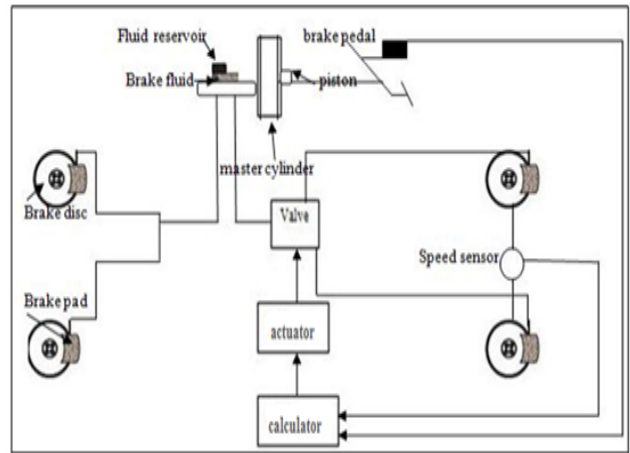 Fluid reservoir
brake pedal
Brake fluid
piston
master cylinder
Brake disc
Valve
Speed sensor
Brake pad
actuator
calculator